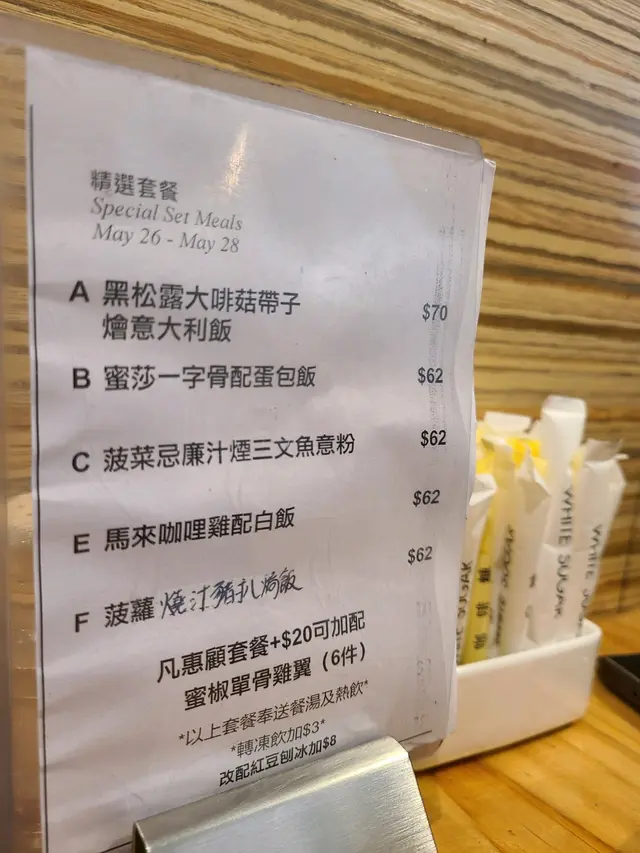 精選套餐
Special Set Meals
May 26 - May 28
A 黑松露大啡菇帶子
燴意大利飯 $70
B 蜜莎一字骨配蛋包飯 $62
C 菠菜忌廉汁煙三文魚意粉 $62
E 馬來咖哩雞配白飯 $62
F 菠蘿燒汁豬扒焗飯 $62
凡惠顧套餐+$20可加配
蜜椒單骨雞翼（6件）
*以上套餐奉送餐湯及熱飲*
*轉凍飲加$3*
改配紅豆刨冰加$8
WHITE SUGAR
WHITE SUGAR